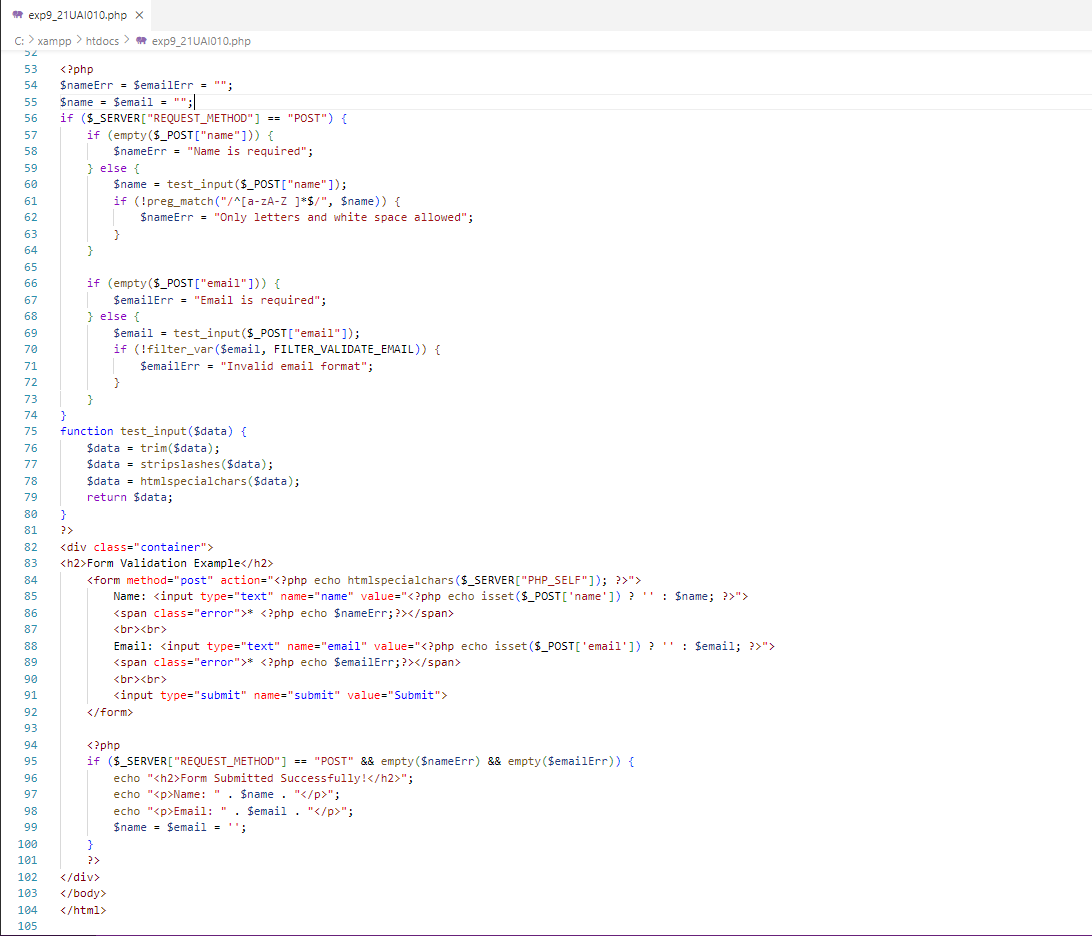 exp9_21UAI010.php ×
C: > xampp > htdocs > exp9_21UAI010.php
52
53 <?php
54 $nameErr = $emailErr = "";
55 $name = $email = "";
56 if ($_SERVER["REQUEST_METHOD"] == "POST") {
57     if (empty($_POST["name"])) {
58         $nameErr = "Name is required";
59     } else {
60         $name = test_input($_POST["name"]);
61         if (!preg_match("/^[a-zA-Z ]*$/", $name)) {
62             $nameErr = "Only letters and white space allowed";
63         }
64     }
65
66     if (empty($_POST["email"])) {
67         $emailErr = "Email is required";
68     } else {
69         $email = test_input($_POST["email"]);
70         if (!filter_var($email, FILTER_VALIDATE_EMAIL)) {
71             $emailErr = "Invalid email format";
72         }
73     }
74 }
75 function test_input($data) {
76     $data = trim($data);
77     $data = stripslashes($data);
78     $data = htmlspecialchars($data);
79     return $data;
80 }
81 ?>
82 <div class="container">
83 <h2>Form Validation Example</h2>
84     <form method="post" action="<?php echo htmlspecialchars($_SERVER["PHP_SELF"]); ?>">
85         Name: <input type="text" name="name" value="<?php echo isset($_POST['name']) ? '' : $name; ?>">
86         <span class="error">* <?php echo $nameErr;?></span>
87         <br><br>
88         Email: <input type="text" name="email" value="<?php echo isset($_POST['email']) ? '' : $email; ?>">
89         <span class="error">* <?php echo $emailErr;?></span>
90         <br><br>
91         <input type="submit" name="submit" value="Submit">
92     </form>
93
94     <?php
95     if ($_SERVER["REQUEST_METHOD"] == "POST" && empty($nameErr) && empty($emailErr)) {
96         echo "<h2>Form Submitted Successfully!</h2>";
97         echo "<p>Name: " . $name . "</p>";
98         echo "<p>Email: " . $email . "</p>";
99         $name = $email = '';
100     }
101     ?>
102 </div>
103 </body>
104 </html>
105